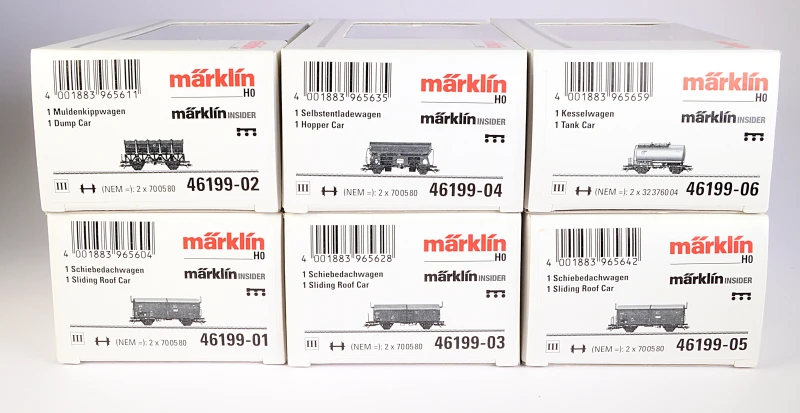 4 001883 965611
märklin
H0
1 Muldenkippwagen
1 Dump Car
märklin INSIDER
III
(NEM =): 2 x 700580
46199-02
4 001883 965635
märklin
H0
1 Selbstentladewagen
1 Hopper Car
märklin INSIDER
III
(NEM =): 2 x 700580
46199-04
4 001883 965659
märklin
H0
1 Kesselwagen
1 Tank Car
märklin INSIDER
III
(NEM =): 2 x 32 376 04
46199-06
4 001883 965604
märklin
H0
1 Schiebedachwagen
1 Sliding Roof Car
märklin INSIDER
III
(NEM =): 2 x 700580
46199-01
4 001883 965628
märklin
H0
1 Schiebedachwagen
1 Sliding Roof Car
märklin INSIDER
III
(NEM =): 2 x 700580
46199-03
4 001883 965642
märklin
H0
1 Schiebedachwagen
1 Sliding Roof Car
märklin INSIDER
III
(NEM =): 2 x 700580
46199-05